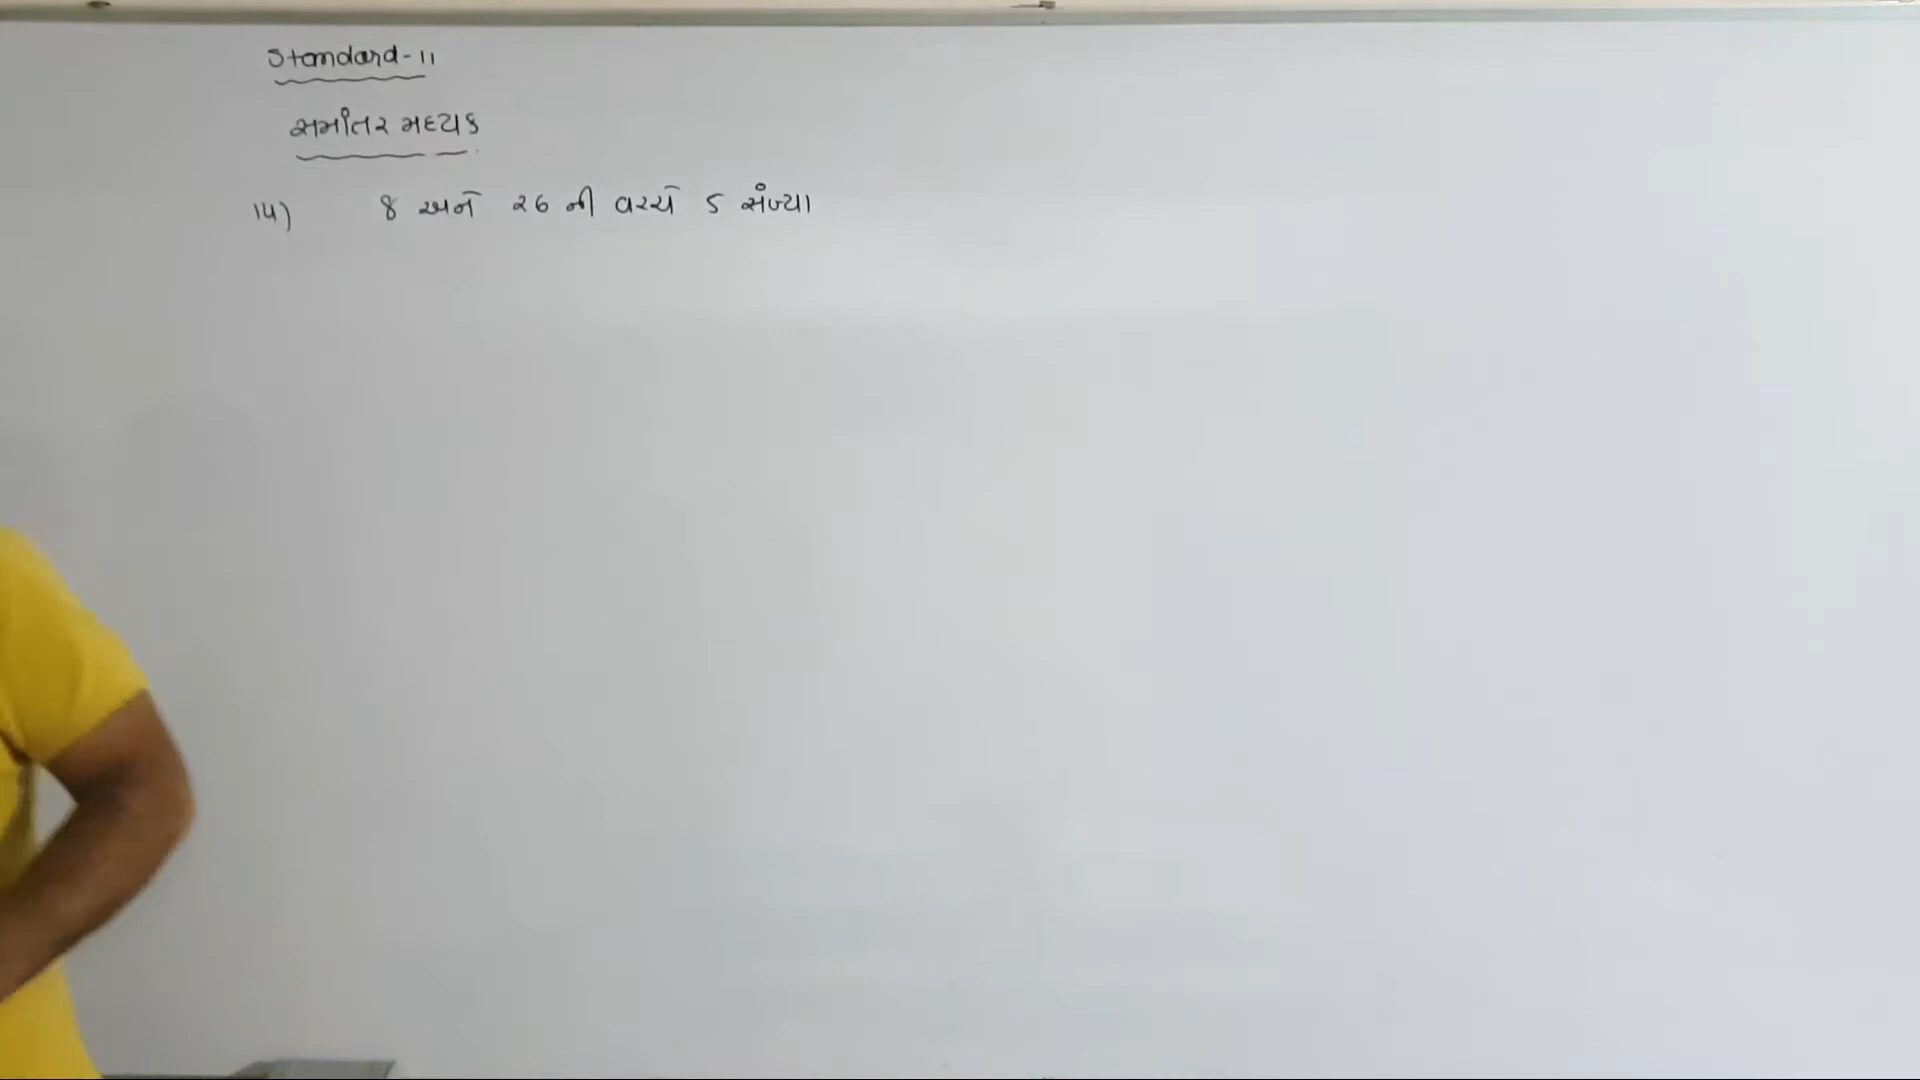 Standard-11
સમાંતર મધ્યક
14) 8 અને 26 ની વચ્ચે 5 સંખ્યા